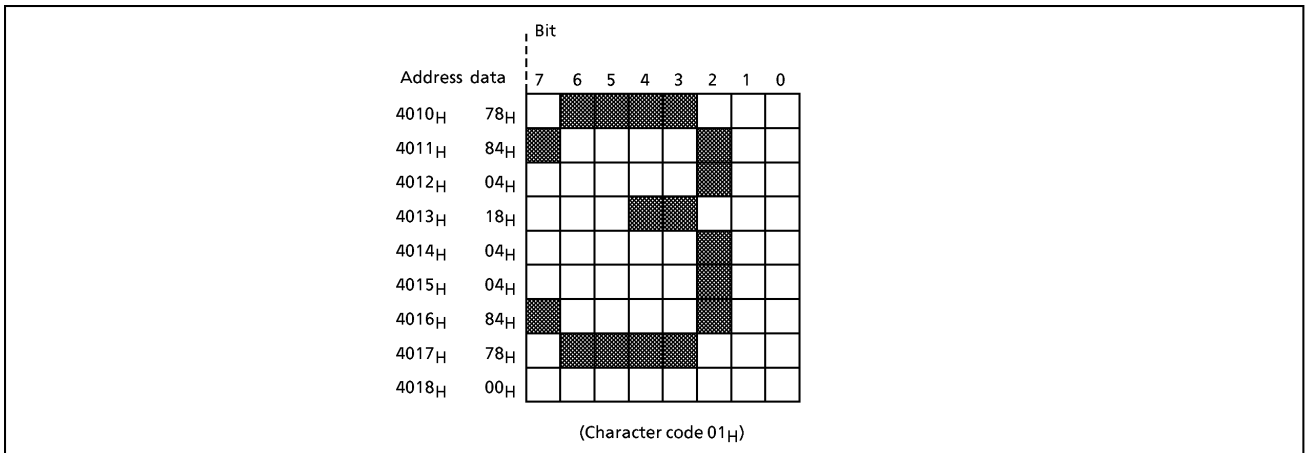 Bit
Address data 7 6 5 4 3 2 1 0
4010H 78H
4011H 84H
4012H 04H
4013H 18H
4014H 04H
4015H 04H
4016H 84H
4017H 78H
4018H 00H
(Character code 01H)